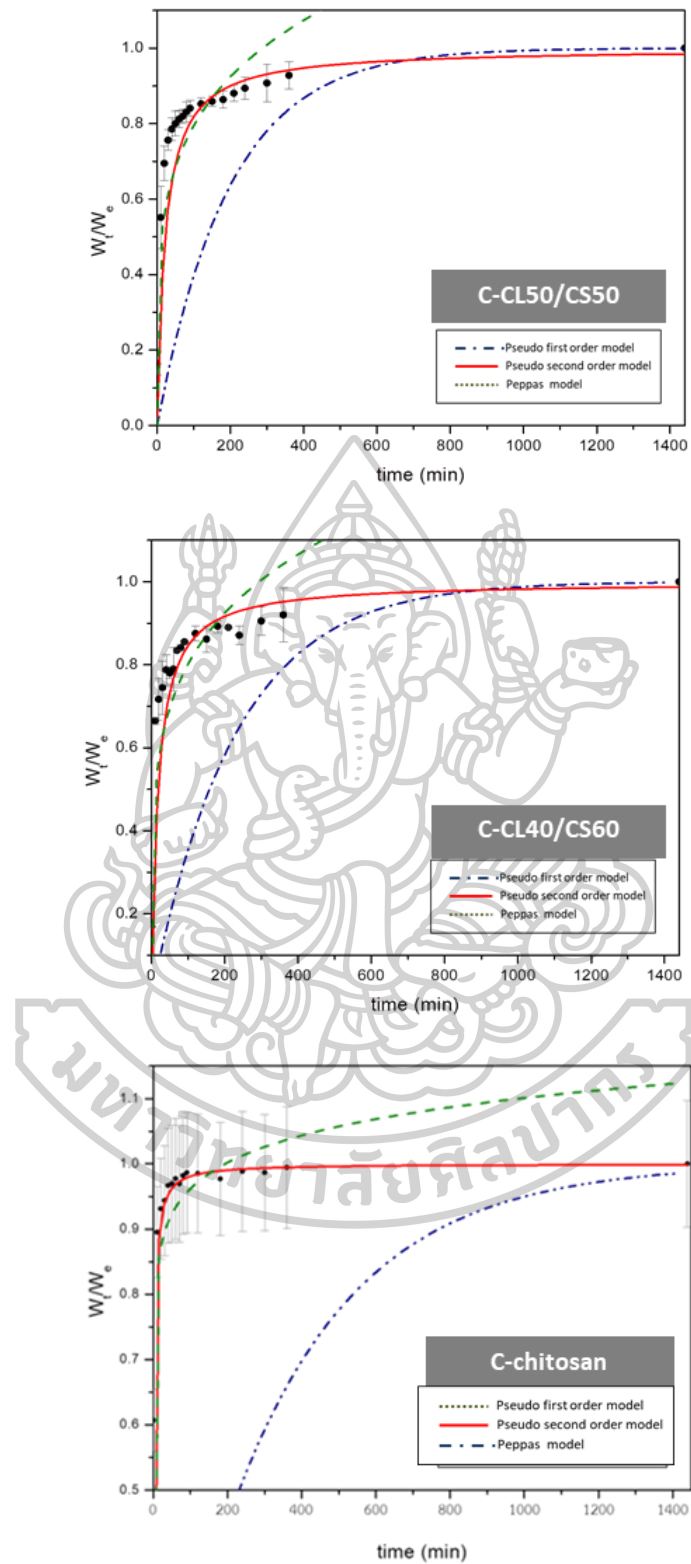 1.0
0.8
0.6
0.4
0.2
0.0
Wt/We
C-CL50/CS50
Pseudo first order model
Pseudo second order model
Peppas model
0 200 400 600 800 1000 1200 1400
time (min)
1.0
0.8
0.6
0.4
0.2
Wt/We
C-CL40/CS60
Pseudo first order model
Pseudo second order model
Peppas model
0 200 400 600 800 1000 1200 1400
time (min)
มหาวิทยาลัยศิลปากร
1.1
1.0
0.9
0.8
0.7
0.6
0.5
Wt/We
C-chitosan
Pseudo first order model
Pseudo second order model
Peppas model
0 200 400 600 800 1000 1200 1400
time (min)